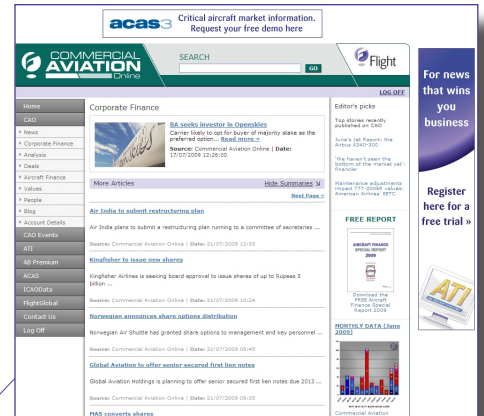 acas3 Critical aircraft market information.
Request your free demo here
COMMERCIAL
AVIATION
Online
SEARCH
GO
Flight
LOG OFF
Home
CAO
News
Corporate Finance
Analysis
Deals
Aircraft Finance
Values
People
Blog
Account Details
CAO Events
ATI
AB Premium
ACAS
ICAOData
FlightGlobal
Contact Us
Log Off
Corporate Finance
BA seeks investor in Openskies
Carrier likely to opt for buyer of majority stake as the
preferred option... Read more »
Source: Commercial Aviation Online | Date:
17/07/2009 12:26:00
More Articles
Hide Summaries
Next Page »
Air India to submit restructuring plan
Air India plans to submit a restructuring plan running to a committee of secretaries ...
Source: Commercial Aviation Online | Date: 21/07/2009 12:53
Kingfisher to issue new shares
Kingfisher Airlines is seeking board approval to issue shares of up to Rupees 5
billion ...
Source: Commercial Aviation Online | Date: 21/07/2009 10:24
Norwegian announce share options distribution
Norwegian Air Shuttle has granted share options to management and key personnel ...
Source: Commercial Aviation Online | Date: 21/07/2009 09:45
Global Aviation to offer senior secured first lien notes
Global Aviation Holdings is planning to offer senior secured first lien notes due 2013 ...
Source: Commercial Aviation Online | Date: 21/07/2009 09:05
MAS converts shares
Editor's picks
Top stories recently
published on CAO
June's Jet Report: the
Airbus A340-300
'We haven't seen the
bottom of the market yet':
financier
Maintenance adjustments
impact 777-200ER values:
American Airlines' EETC
FREE REPORT
AIRCRAFT FINANCE
SPECIAL REPORT
2009
Download the
FREE Aircraft
Finance Special
Report 2009
MONTHLY DATA (June
2009)
Commercial Aviation
For news
that wins
you
business
Register
here for a
free trial »
ATI